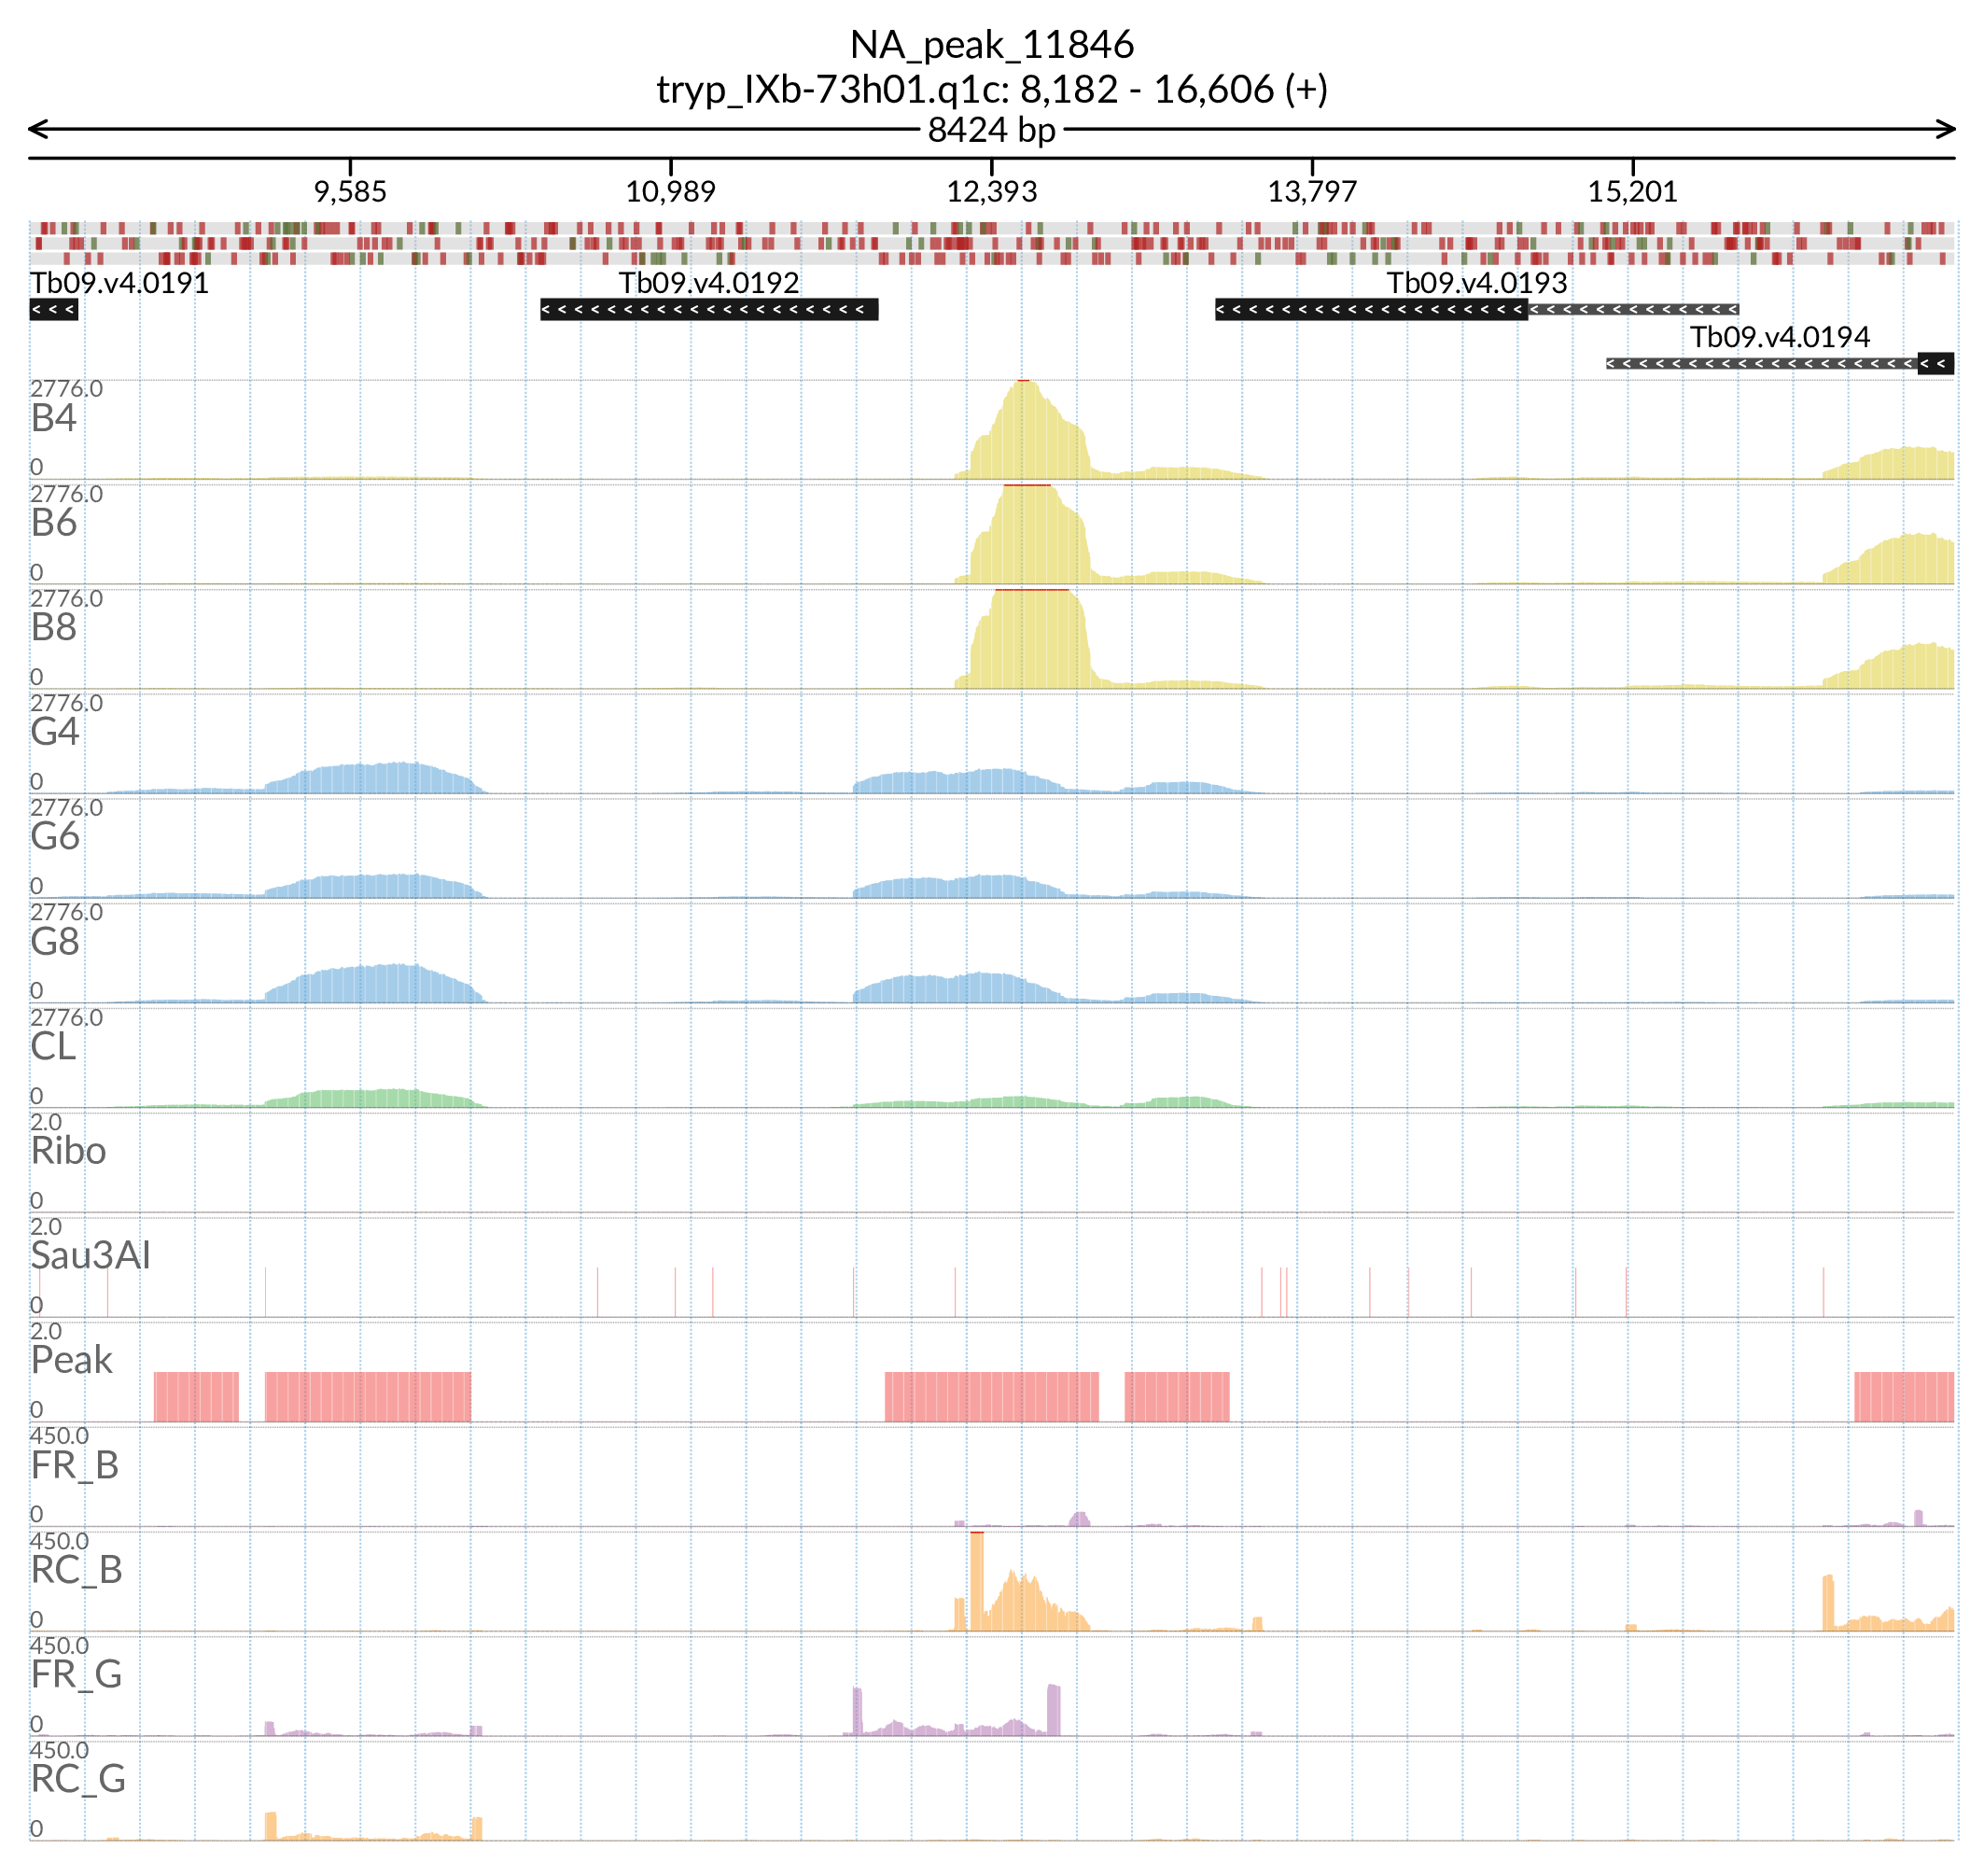 NA_peak_11846
tryp_IXb-73h01.q1c: 8,182 - 16,606 (+)
8424 bp
9,585 10,989 12,393 13,797 15,201
Tb09.v4.0191 Tb09.v4.0192 Tb09.v4.0193
Tb09.v4.0194
2776.0
B4
0
2776.0
B6
0
2776.0
B8
0
2776.0
G4
0
2776.0
G6
0
2776.0
G8
0
2776.0
CL
0
2.0
Ribo
0
2.0
Sau3AI
0
2.0
Peak
0
450.0
FR_B
0
450.0
RC_B
0
450.0
FR_G
0
450.0
RC_G
0